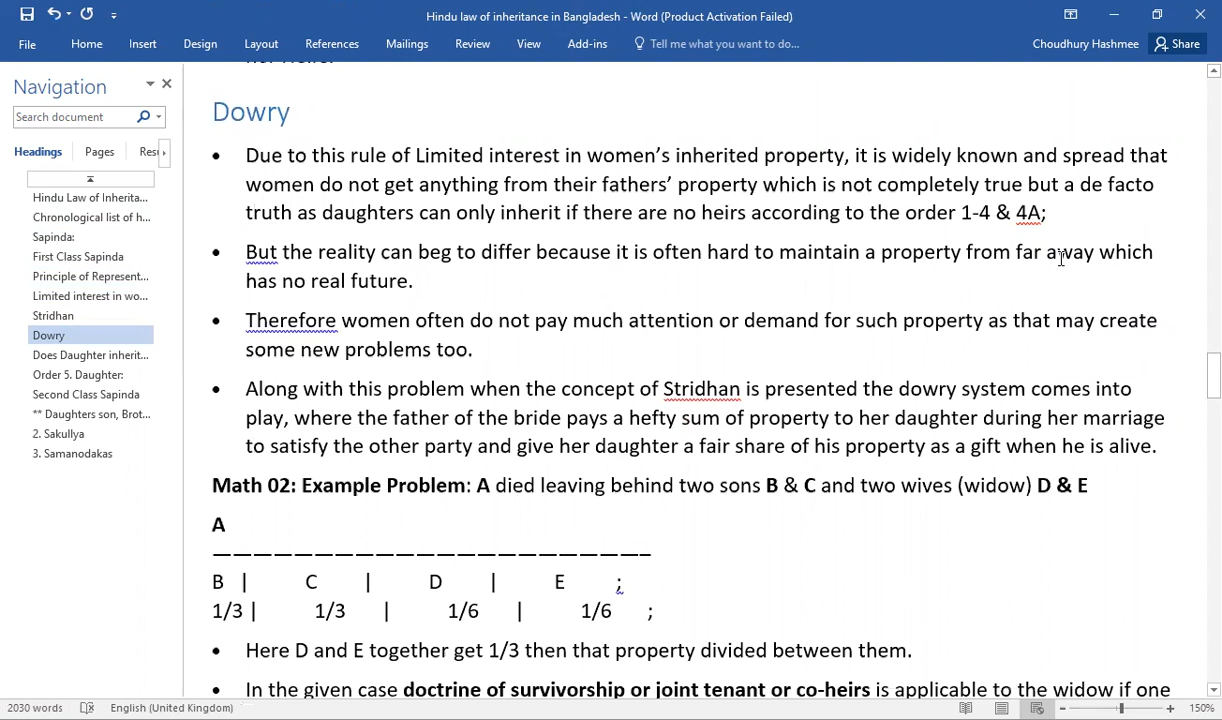 Hindu law of inheritance in Bangladesh - Word (Product Activation Failed)
File Home Insert Design Layout References Mailings Review View Add-ins Tell me what you want to do... Choudhury Hashmee Share
Navigation
Search document
Headings Pages
Hindu Law of Inherita...
Chronological list of h...
Sapinda:
First Class Sapinda
Principle of Represent...
Limited interest in wo...
Stridhan
Dowry
Does Daughter inherit...
Order 5. Daughter:
Second Class Sapinda
** Daughters son, Brot...
2. Sakullya
3. Samanodakas
Dowry
• Due to this rule of Limited interest in women's inherited property, it is widely known and spread that
women do not get anything from their fathers' property which is not completely true but a de facto
truth as daughters can only inherit if there are no heirs according to the order 1-4 & 4A;
• But the reality can beg to differ because it is often hard to maintain a property from far away which
has no real future.
• Therefore women often do not pay much attention or demand for such property as that may create
some new problems too.
• Along with this problem when the concept of Stridhan is presented the dowry system comes into
play, where the father of the bride pays a hefty sum of property to her daughter during her marriage
to satisfy the other party and give her daughter a fair share of his property as a gift when he is alive.
Math 02: Example Problem: A died leaving behind two sons B & C and two wives (widow) D & E
A
——————————————————————
B | C | D | E ;
1/3 | 1/3 | 1/6 | 1/6 ;
• Here D and E together get 1/3 then that property divided between them.
• In the given case doctrine of survivorship or joint tenant or co-heirs is applicable to the widow if one
2030 words English (United Kingdom) 150%